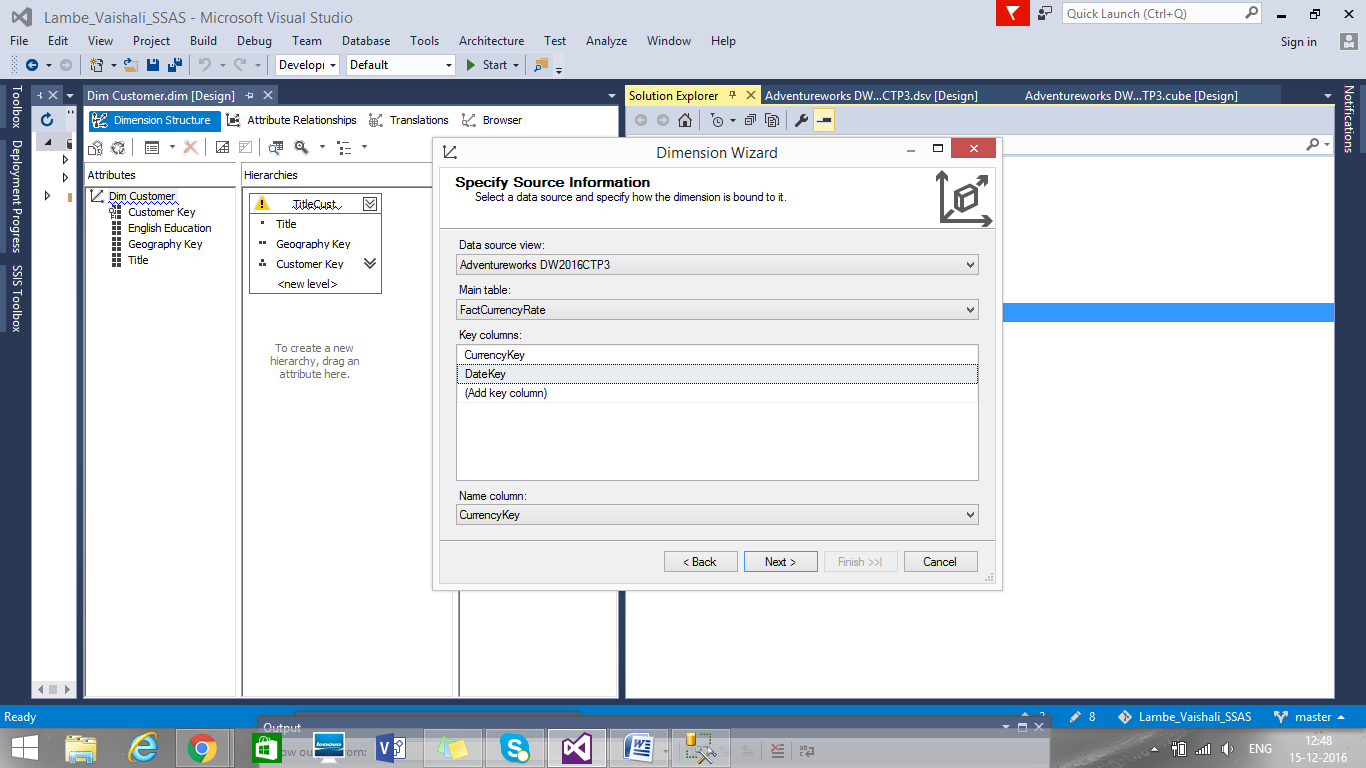 Lambe_Vaishali_SSAS - Microsoft Visual Studio
Quick Launch (Ctrl+Q)
File Edit View Project Build Debug Team Database Tools Architecture Test Analyze Window Help
Sign in
Developi Default Start
Toolbox
Deployment Progress
SSIS Toolbox
Dim Customer.dim [Design]
Solution Explorer
Adventureworks DW...CTP3.dsv [Design]
Adventureworks DW...TP3.cube [Design]
Notifications
Dimension Structure Attribute Relationships Translations Browser
Attributes
Dim Customer
Customer Key
English Education
Geography Key
Title
Hierarchies
TitleCust
Title
Geography Key
Customer Key
<new level>
To create a new
hierarchy, drag an
attribute here.
Dimension Wizard
Specify Source Information
Select a data source and specify how the dimension is bound to it.
Data source view:
Adventureworks DW2016CTP3
Main table:
FactCurrencyRate
Key columns:
CurrencyKey
DateKey
(Add key column)
Name column:
CurrencyKey
< Back Next > Finish >>| Cancel
Ready
8 Lambe_Vaishali_SSAS master
Output
from:
lenovo
ENG
12:48
15-12-2016